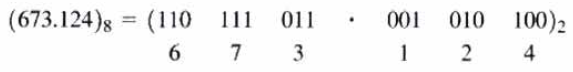 (673.124)₈ = (110 111 011 · 001 010 100)₂
6 7 3 1 2 4